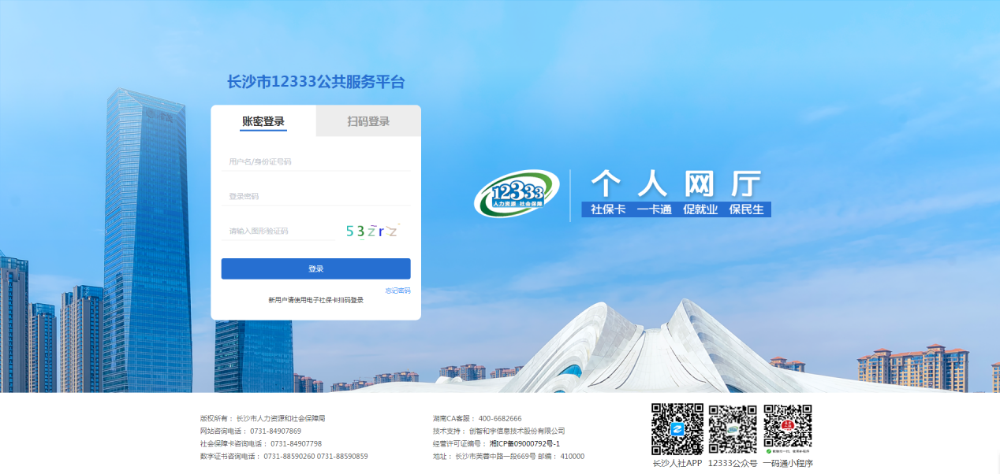 长沙市12333公共服务平台
账密登录
扫码登录
用户名/身份证号码
登录密码
请输入图形验证码
53zrz
登录
忘记密码
新用户请使用电子社保卡扫码登录
12333
人力资源 社会保障
个人网厅
社保卡 一卡通 促就业 保民生
版权所有： 长沙市人力资源和社会保障局
网站咨询电话： 0731-84907869
社会保障卡咨询电话： 0731-84907798
数字证书咨询电话： 0731-88590260 0731-88590859
湖南CA客服： 400-6682666
技术支持： 创智和宇信息技术股份有限公司
经营许可证编号： 湘ICP备09000792号-1
地址： 长沙市芙蓉中路一段669号 邮编： 410000
长沙人社APP
12333公众号
一码通小程序